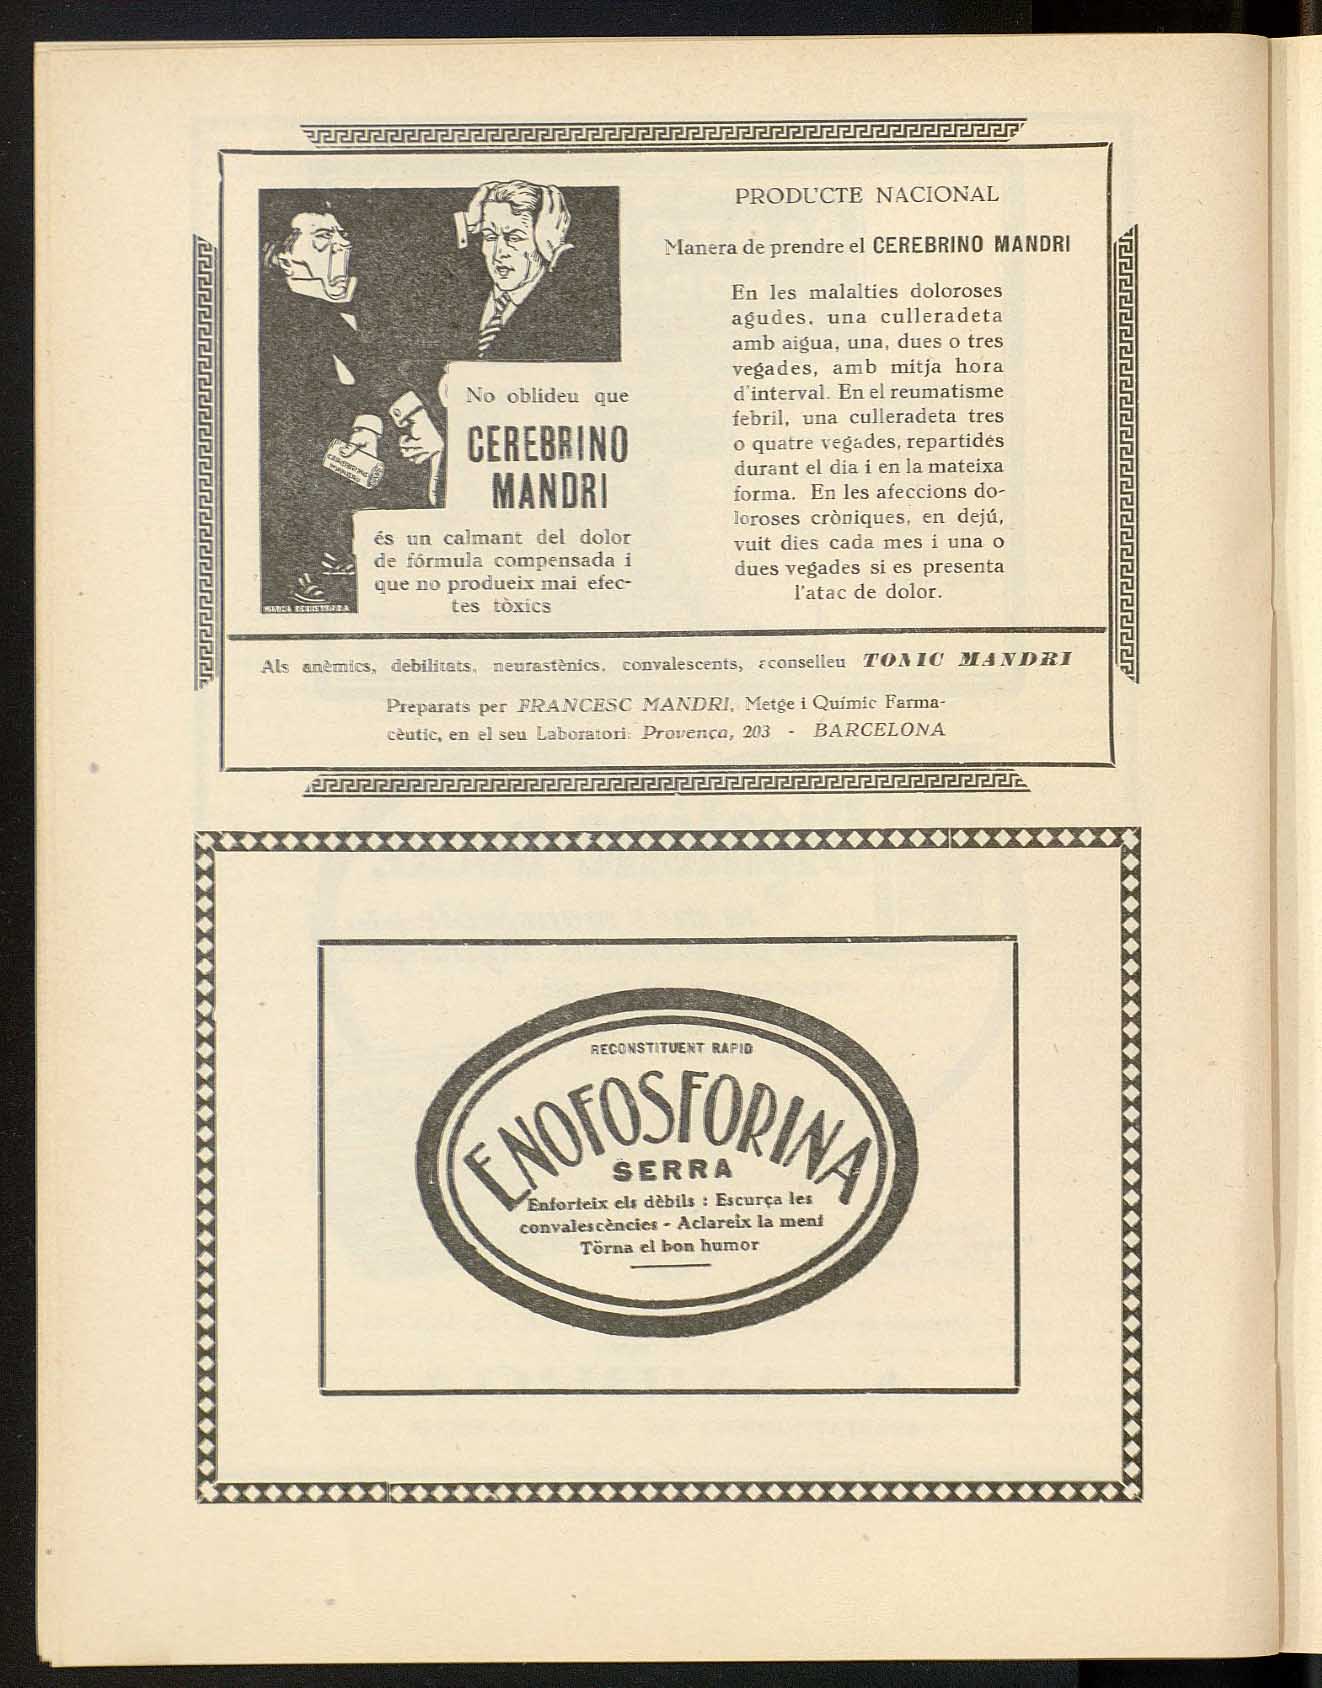 No oblideu que
CEREBRINO
MANDRI
és un calmant del dolor
de fórmula compensada i
que no produeix mai efec-
tes tòxics
CEREBRINO
MANDRI
MARCA REGISTRADA
PRODUCTE NACIONAL
Manera de prendre el CEREBRINO MANDRI
En les malalties doloroses
agudes, una culleradeta
amb aigua, una, dues o tres
vegades, amb mitja hora
d'interval. En el reumatisme
febril, una culleradeta tres
o quatre vegades, repartides
durant el dia i en la mateixa
forma. En les afeccions do-
loroses cròniques, en dejú,
vuit dies cada mes i una o
dues vegades si es presenta
l'atac de dolor.
Als anèmics, debilitats, neurastènics, convalescents, aconselleu TONIC MANDRI
Preparats per FRANCESC MANDRI, Metge i Químic Farma-
cèutic, en el seu Laboratori: Provença, 203 - BARCELONA
RECONSTITUENT RAPID
ENOFOSFORINA
SERRA
Enforteix els dèbils : Escurça les
convalescències - Aclareix la ment
Törna el bon humor